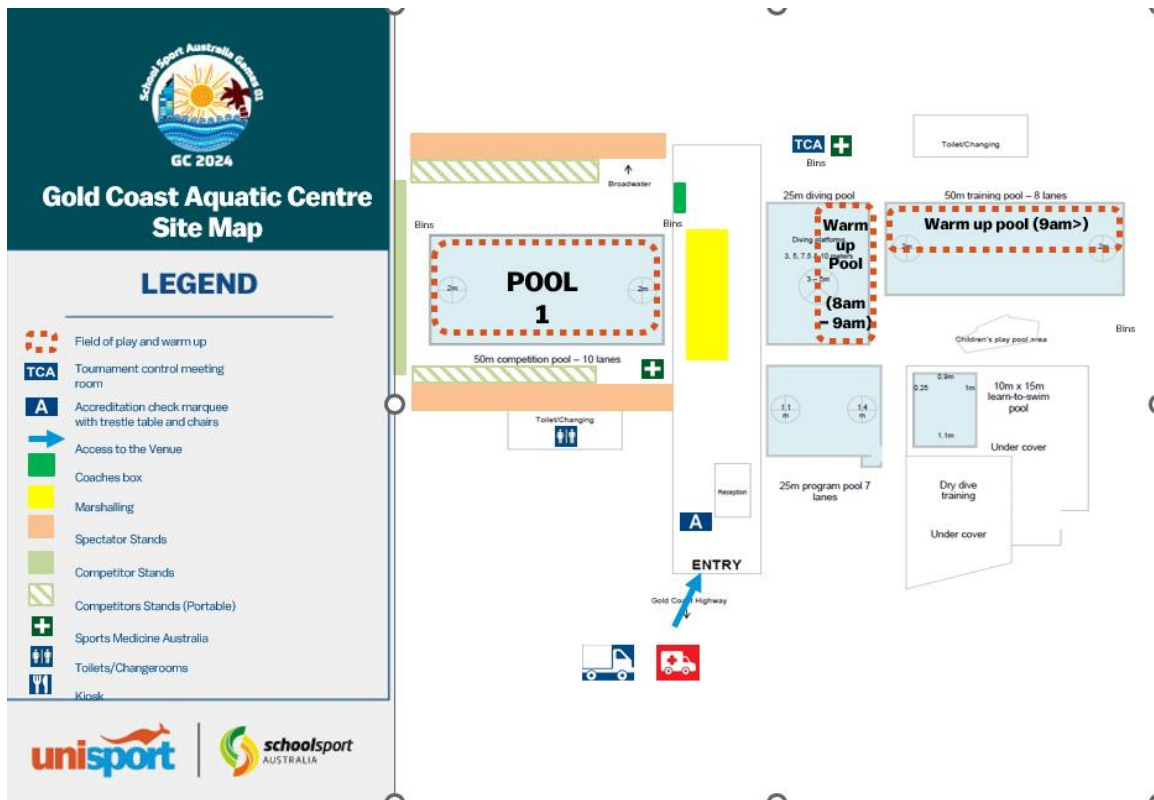 School Sport Australia Games 01
GC 2024
Gold Coast Aquatic Centre
Site Map
LEGEND
Field of play and warm up
TCA
Tournament control meeting
room
A
Accreditation check marquee
with trestle table and chairs
Access to the Venue
Coaches box
Marshalling
Spectator Stands
Competitor Stands
Competitors Stands (Portable)
Sports Medicine Australia
Toilets/Changerooms
Kiosk
unisport
schoolsport
AUSTRALIA
Broadwater
Bins
Bins
2m
POOL
1
2m
50m competition pool – 10 lanes
Toilet/Changing
Reception
A
ENTRY
Gold Coast Highway
TCA
Bins
Toilet/Changing
25m diving pool
Warm
up
Pool
(8am
– 9am)
Diving platforms
3, 5, 7.5 & 10 meters
3 – 5m
50m training pool – 8 lanes
Warm up pool (9am>)
2m
2m
Children's play pool area
Bins
1.1
m
1.4
m
25m program pool 7
lanes
0.9m
0.25
1m
1.1m
10m x 15m
learn-to-swim
pool
Under cover
Dry dive
training
Under cover